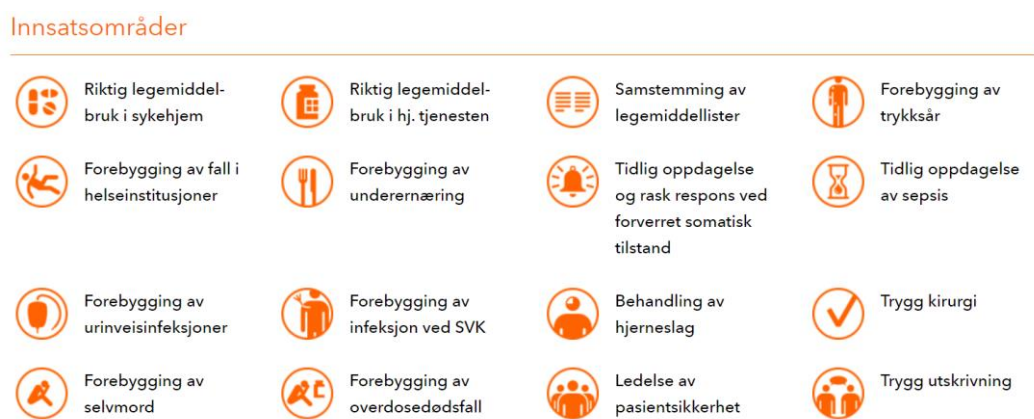 Innsatsområder
Riktig legemiddel-
bruk i sykehjem
Riktig legemiddel-
bruk i hj. tjenesten
Samstemming av
legemiddellister
Forebygging av
trykksår
Forebygging av fall i
helseinstitusjoner
Forebygging av
underernæring
Tidlig oppdagelse
og rask respons ved
forverret somatisk
tilstand
Tidlig oppdagelse
av sepsis
Forebygging av
urinveisinfeksjoner
Forebygging av
infeksjon ved SVK
Behandling av
hjerneslag
Trygg kirurgi
Forebygging av
selvmord
Forebygging av
overdosedødsfall
Ledelse av
pasientsikkerhet
Trygg utskrivning